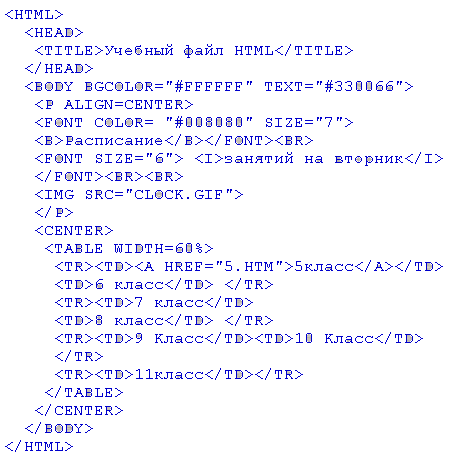 <HTML>
<HEAD>
<TITLE>Учебный файл HTML</TITLE>
</HEAD>
<BODY BGCOLOR="#FFFFFF" TEXT="#330066">
<P ALIGN=CENTER>
<FONT COLOR= "#008080" SIZE="7">
<B>Расписание</B></FONT><BR>
<FONT SIZE="6"> <I>занятий на вторник</I>
</FONT><BR><BR>
<IMG SRC="CLOCK.GIF">
</P>
<CENTER>
<TABLE WIDTH=60%>
<TR><TD><A HREF="5.HTM">5класс</A></TD>
<TD>6 класс</TD> </TR>
<TR><TD>7 класс</TD>
<TD>8 класс</TD> </TR>
<TR><TD>9 Класс</TD><TD>10 Класс</TD>
</TR>
<TR><TD>11класс</TD></TR>
</TABLE>
</CENTER>
</BODY>
</HTML>